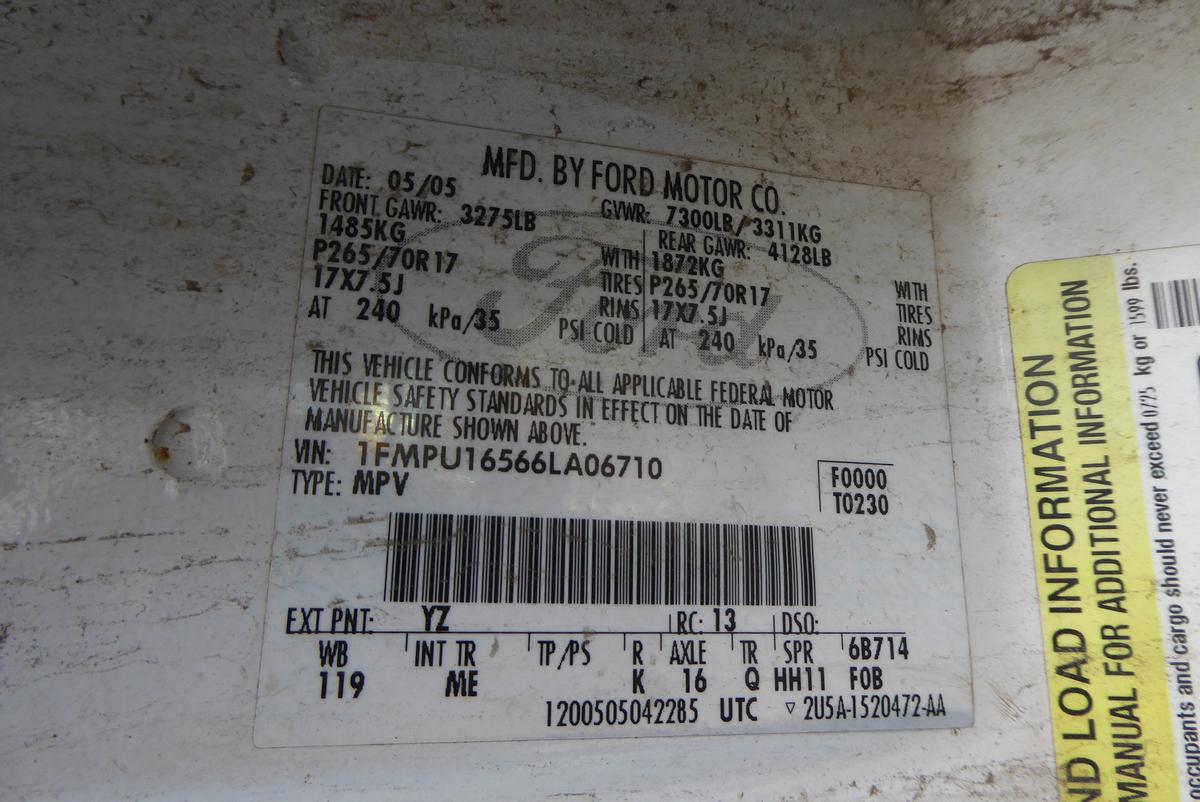 MFD. BY FORD MOTOR CO.
DATE: 05/05 GVWR: 7300LB/3311KG
FRONT GAWR: 3275LB REAR GAWR: 4128LB
1485KG WITH 1872KG WITH
P265/70R17 TIRES P265/70R17 TIRES
17X7.5J RIMS 17X7.5J RIMS
AT 240 kPa/35 PSI COLD AT 240 kPa/35 PSI COLD
THIS VEHICLE CONFORMS TO ALL APPLICABLE FEDERAL MOTOR
VEHICLE SAFETY STANDARDS IN EFFECT ON THE DATE OF
MANUFACTURE SHOWN ABOVE.
VIN: 1FMPU16566LA06710
TYPE: MPV
F0000
T0230
EXT PNT: YZ RC: 13 DSO:
WB INT TR TP/PS R AXLE TR SPR 6B714
119 ME K 16 Q HH11 F0B
1200505042285 UTC ▽ 2U5A-1520472-AA
ND LOAD INFORMATION
MANUAL FOR ADDITIONAL INFORMATION
occupants and cargo should never exceed kg or 1599 lbs.